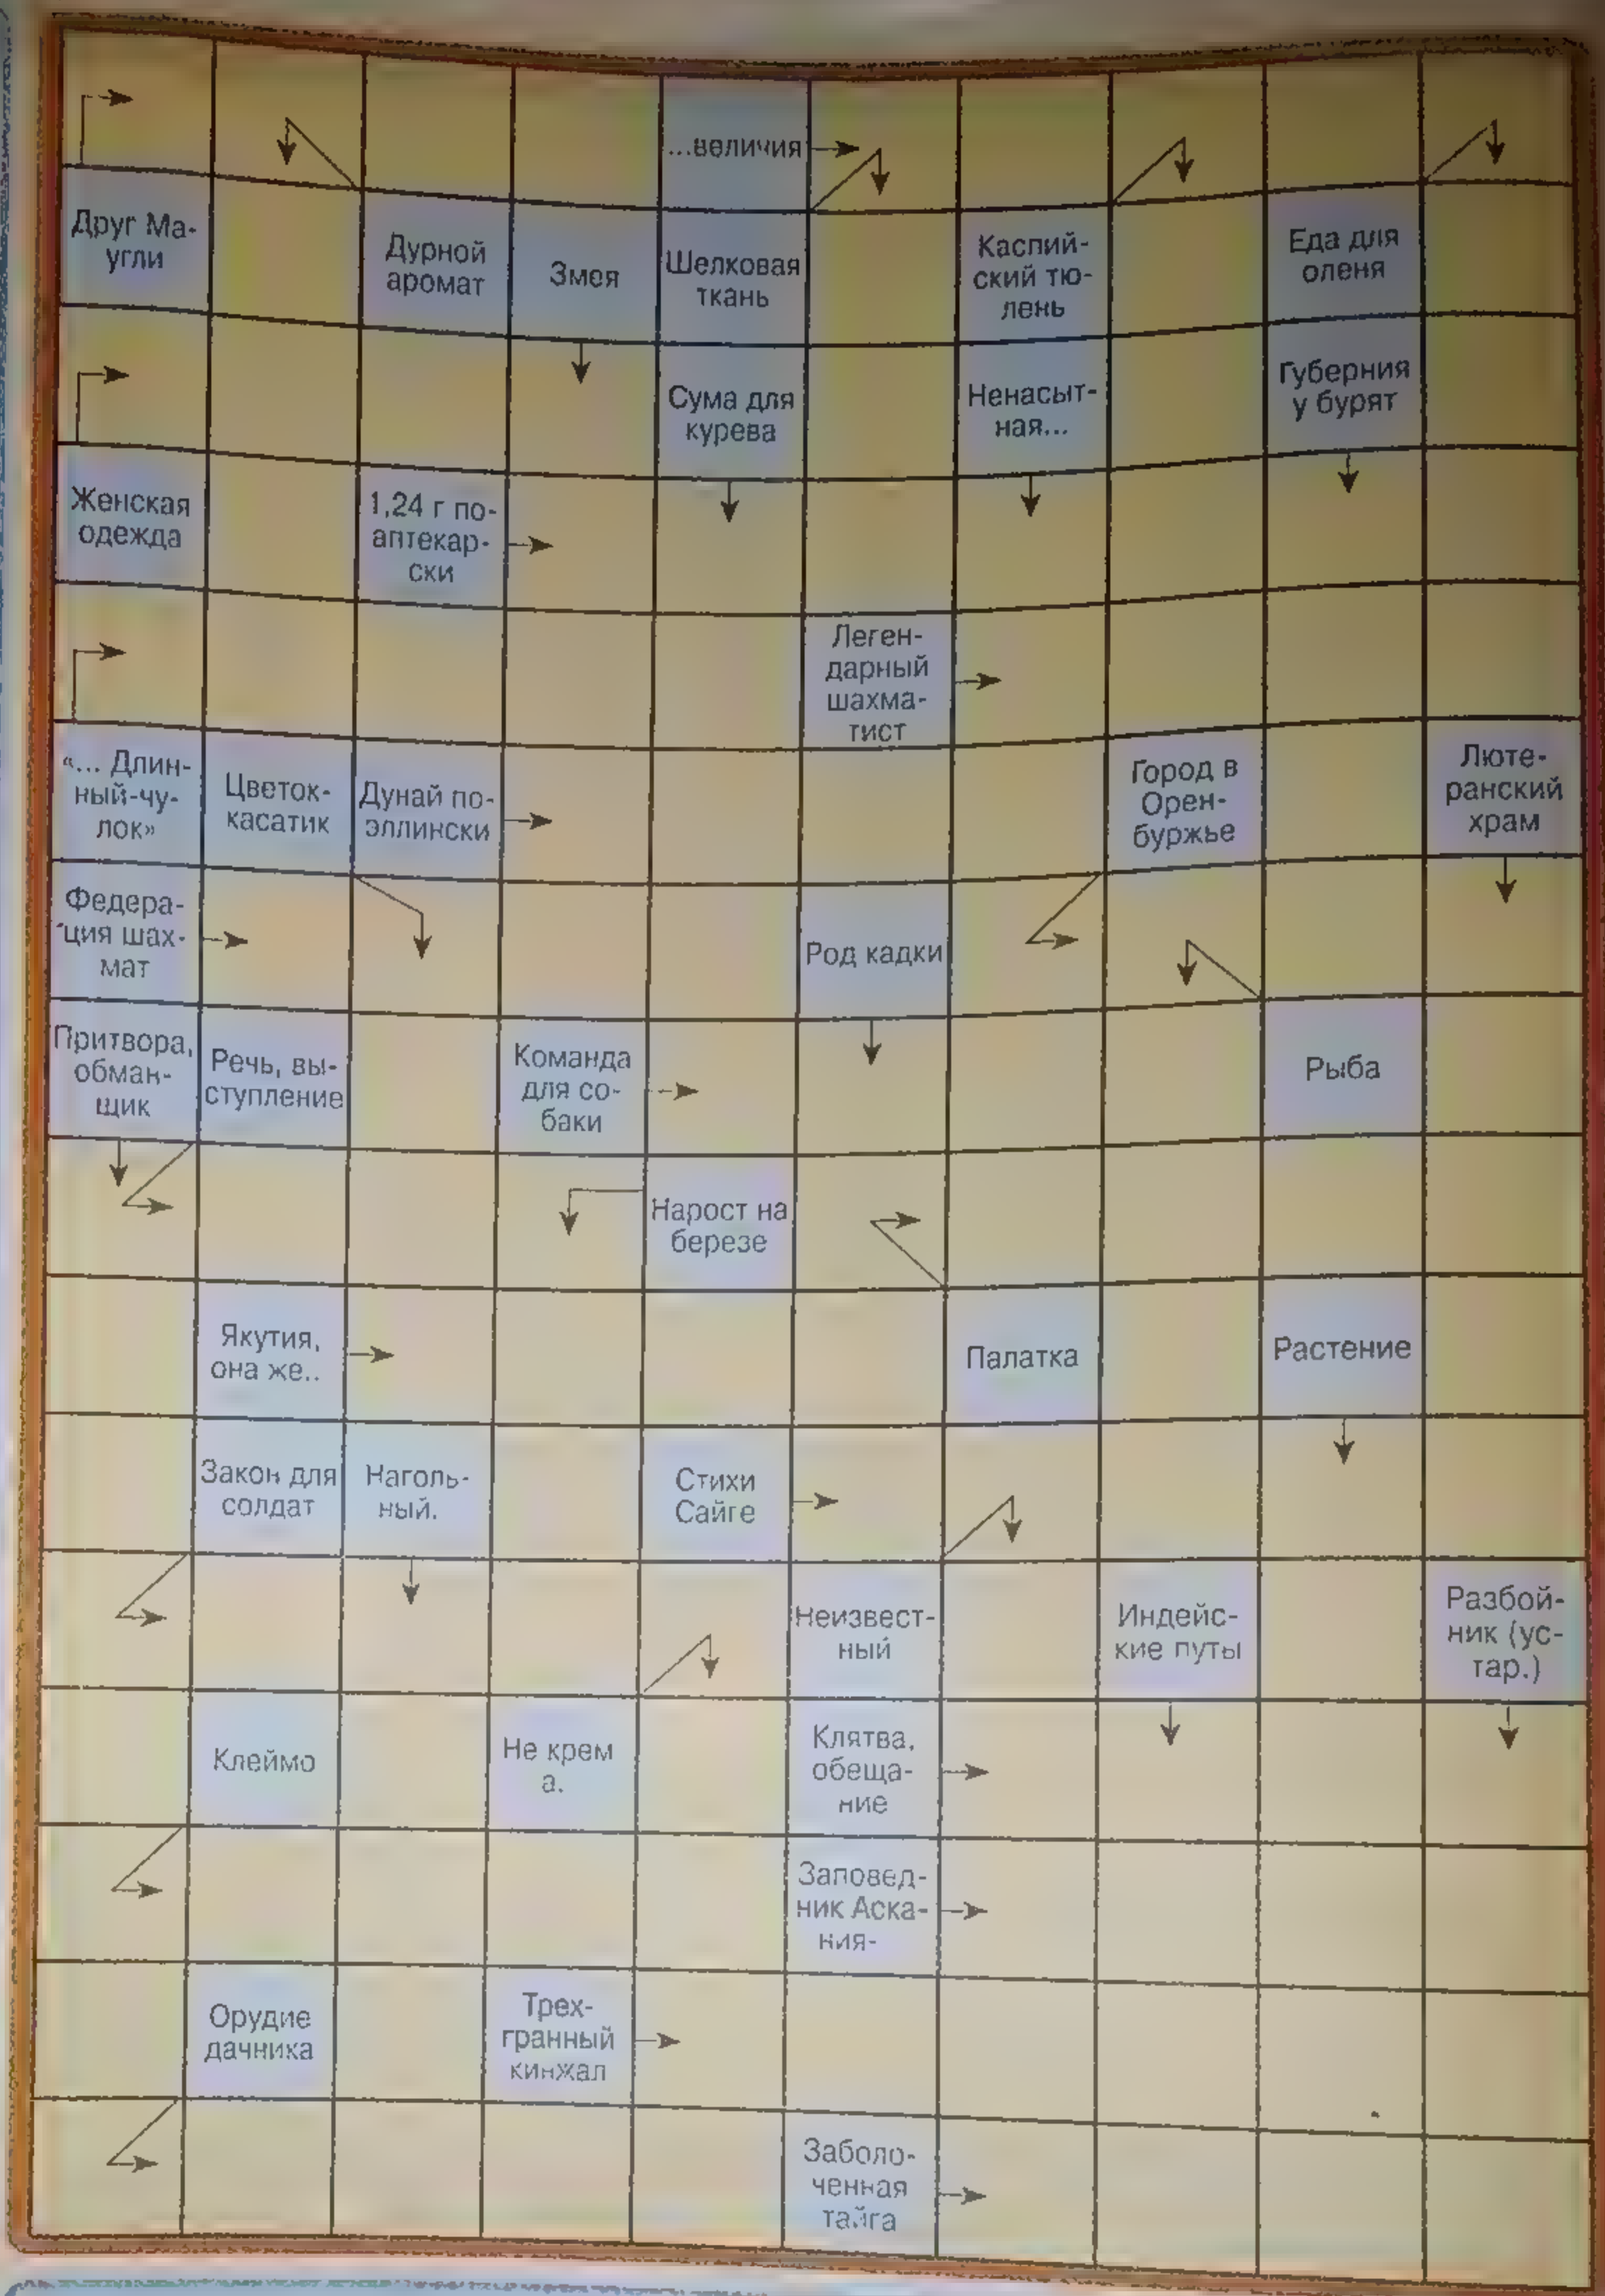 ...величия
Друг Ма-
угли
Дурной
аромат
Змея
Шелковая
ткань
Каспий-
ский тю-
лень
Еда для
оленя
Сума для
курева
Ненасыт-
ная...
Губерния
у бурят
Женская
одежда
1,24 г по-
аптекар-
ски
Леген-
дарный
шахма-
тист
«... Длин-
ный-чу-
лок»
Цветок-
касатик
Дунай по-
эллински
Город в
Орен-
буржье
Люте-
ранский
храм
Федера-
ция шах-
мат
Род кадки
Притвора,
обман-
щик
Речь, вы-
ступление
Команда
для со-
баки
Рыба
Нарост на
березе
Якутия,
она же..
Палатка
Растение
Закон для
солдат
Наголь-
ный.
Стихи
Сайге
Неизвест-
ный
Индейс-
кие путы
Разбой-
ник (ус-
тар.)
Клеймо
Не крем
а.
Клятва,
обеща-
ние
Заповед-
ник Аска-
ния-
Орудие
дачника
Трех-
гранный
кинжал
Заболо-
ченная
тайга